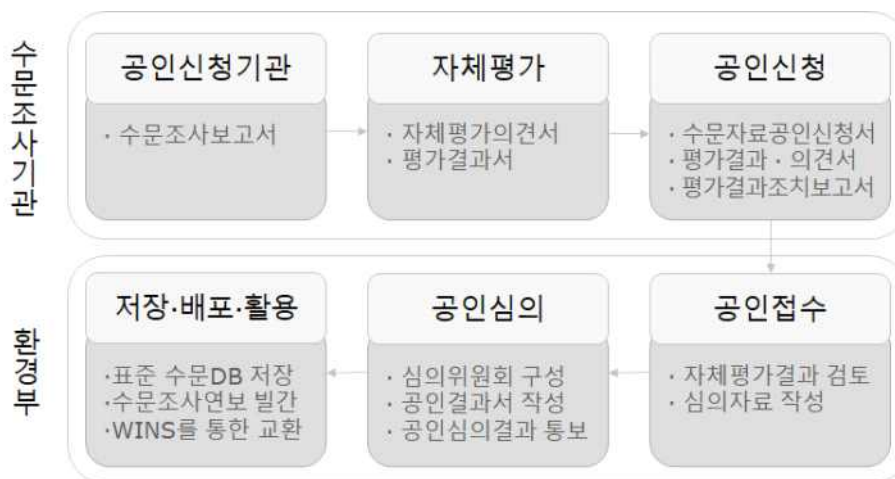 수문조사기관
공인신청기관
· 수문조사보고서
자체평가
· 자체평가의견서
· 평가결과서
공인신청
· 수문자료공인신청서
· 평가결과 · 의견서
· 평가결과조치보고서
환경부
저장·배포·활용
·표준 수문DB 저장
·수문조사연보 빌간
·WINS를 통한 교환
공인심의
· 심의위원회 구성
· 공인결과서 작성
· 공인심의결과 통보
공인접수
· 자체평가결과 검토
· 심의자료 작성